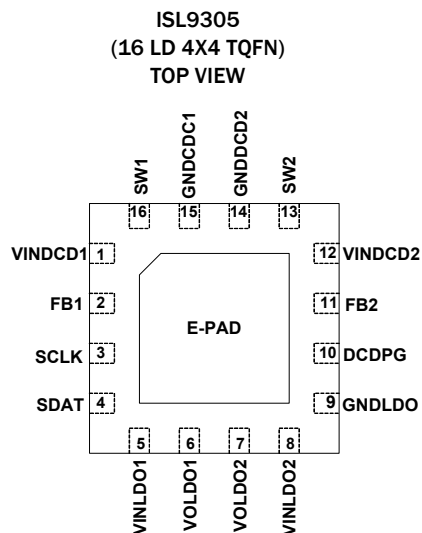 ISL9305
(16 LD 4X4 TQFN)
TOP VIEW
SW1
GNDCDC1
GNDDCD2
SW2
16
15
14
13
VINDCD1 1
12 VINDCD2
FB1 2
11 FB2
E-PAD
SCLK 3
10 DCDPG
SDAT 4
9 GNDLDO
5
6
7
8
VINLDO1
VOLDO1
VOLDO2
VINLDO2